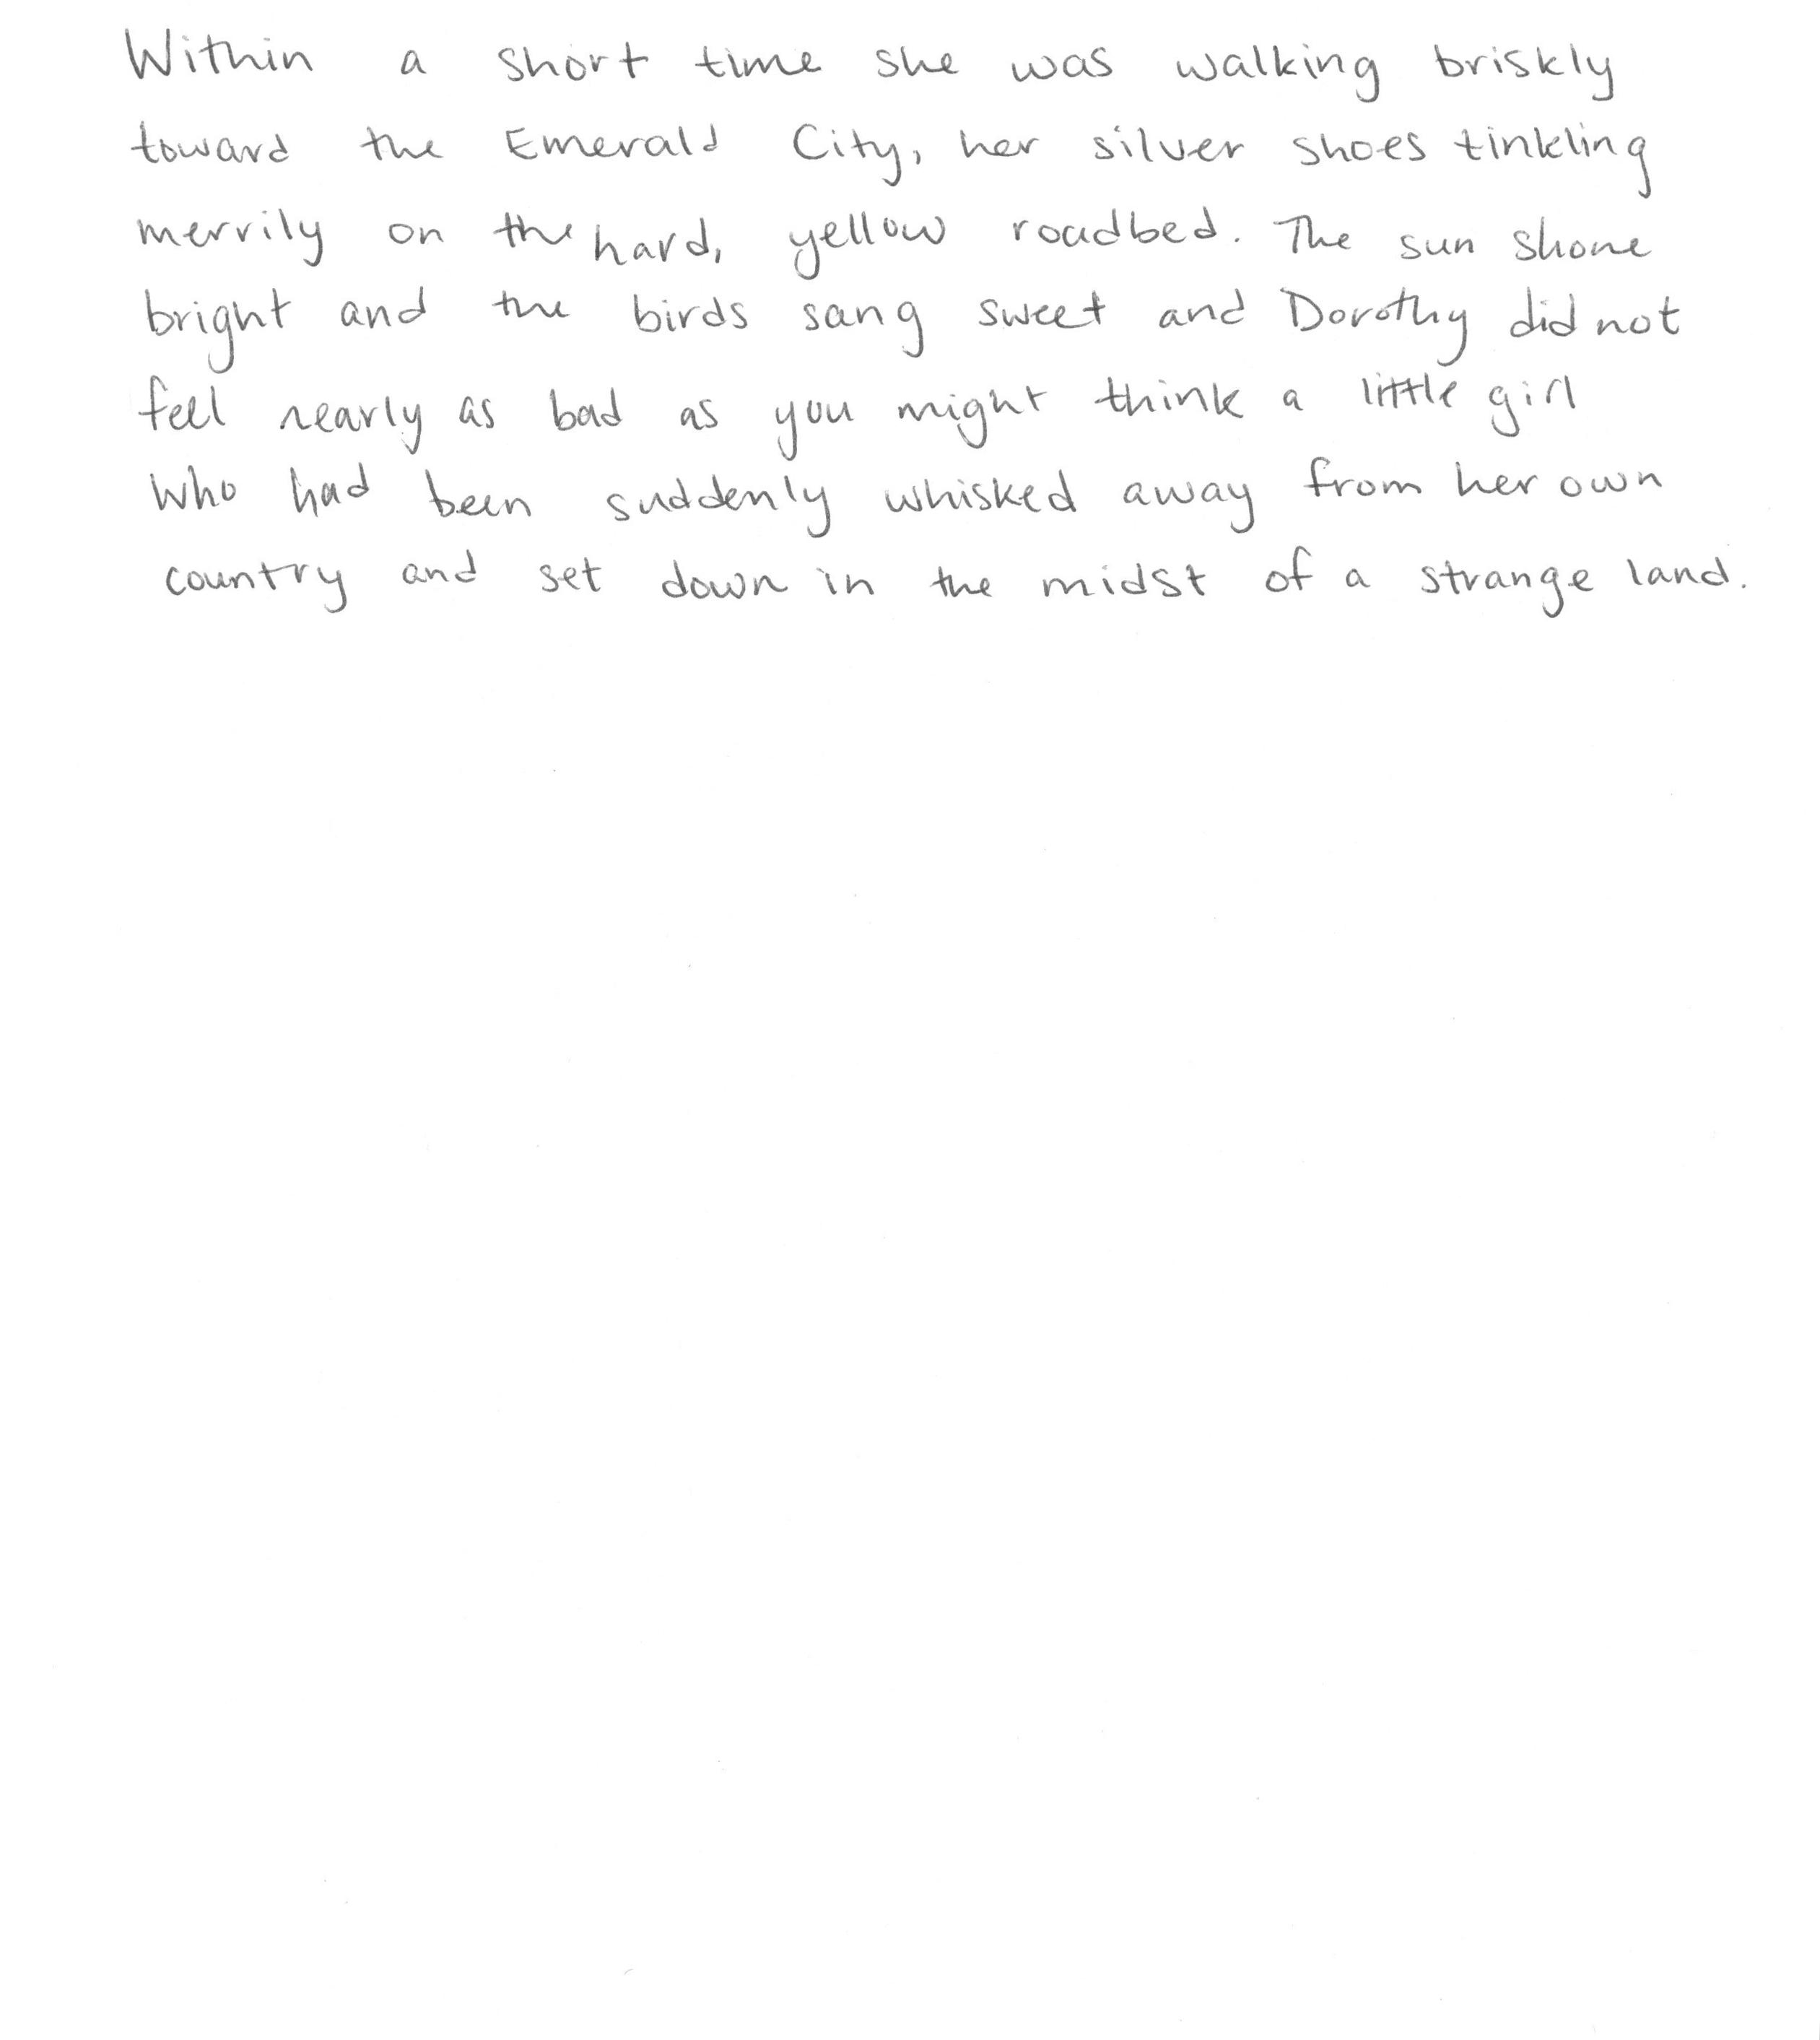 Within a short time she was walking briskly
toward the Emerald City, her silver shoes tinkling
merrily on the hard, yellow roadbed. The sun shone
bright and the birds sang sweet and Dorothy did not
feel nearly as bad as you might think a little girl
who had been suddenly whisked away from her own
country and set down in the midst of a strange land.